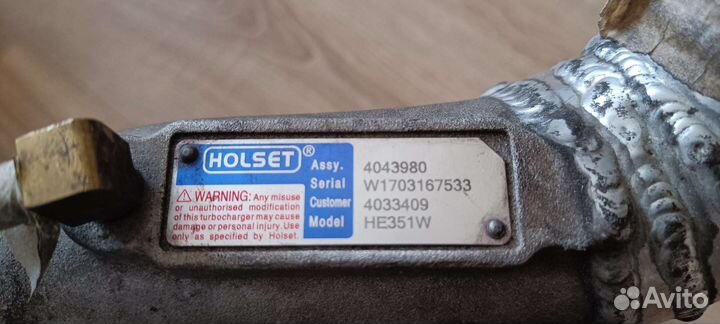 HOLSET®
Assy. 4043980
Serial W1703167533
Customer 4033409
Model HE351W
⚠ WARNING: Any misuse
or unauthorised modification
of this turbocharger may cause
damage or personal injury. Use
only as specified by Holset.
Avito